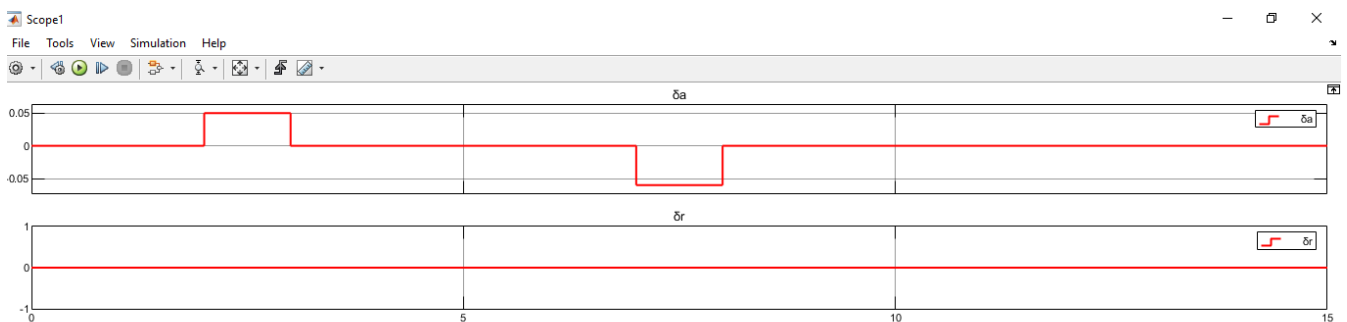 Scope1
File Tools View Simulation Help
δa
0.05
0
-0.05
δa
δr
1
0
-1
δr
0 5 10 15